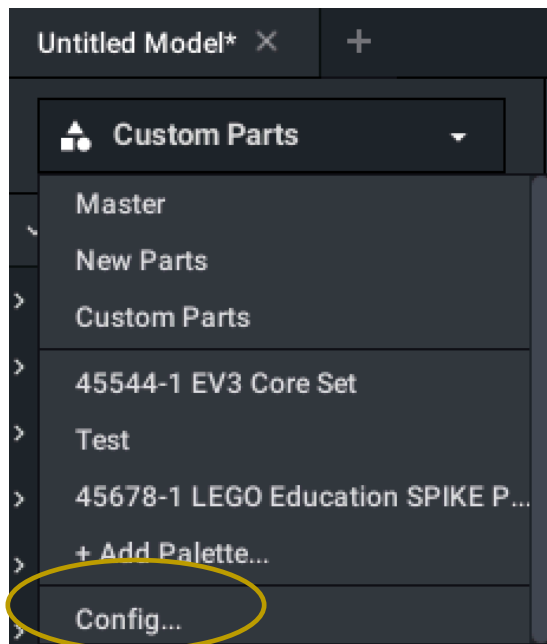 Untitled Model*
Custom Parts
Master
New Parts
Custom Parts
45544-1 EV3 Core Set
Test
45678-1 LEGO Education SPIKE P...
+ Add Palette...
Config...